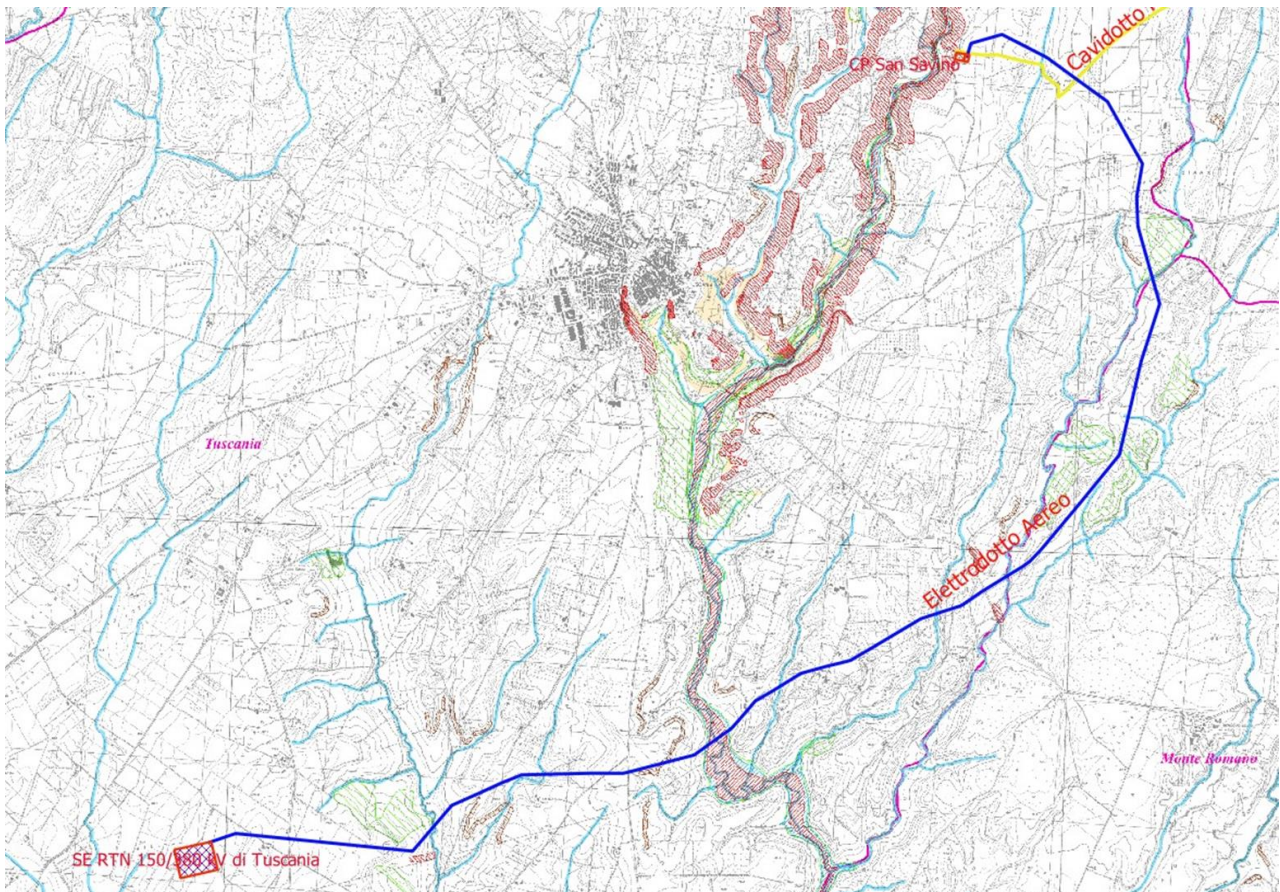 Cavidotto
CP San Savino
Tuscania
Elettrodotto Aereo
Monte Romano
SE RTN 150/380 kV di Tuscania